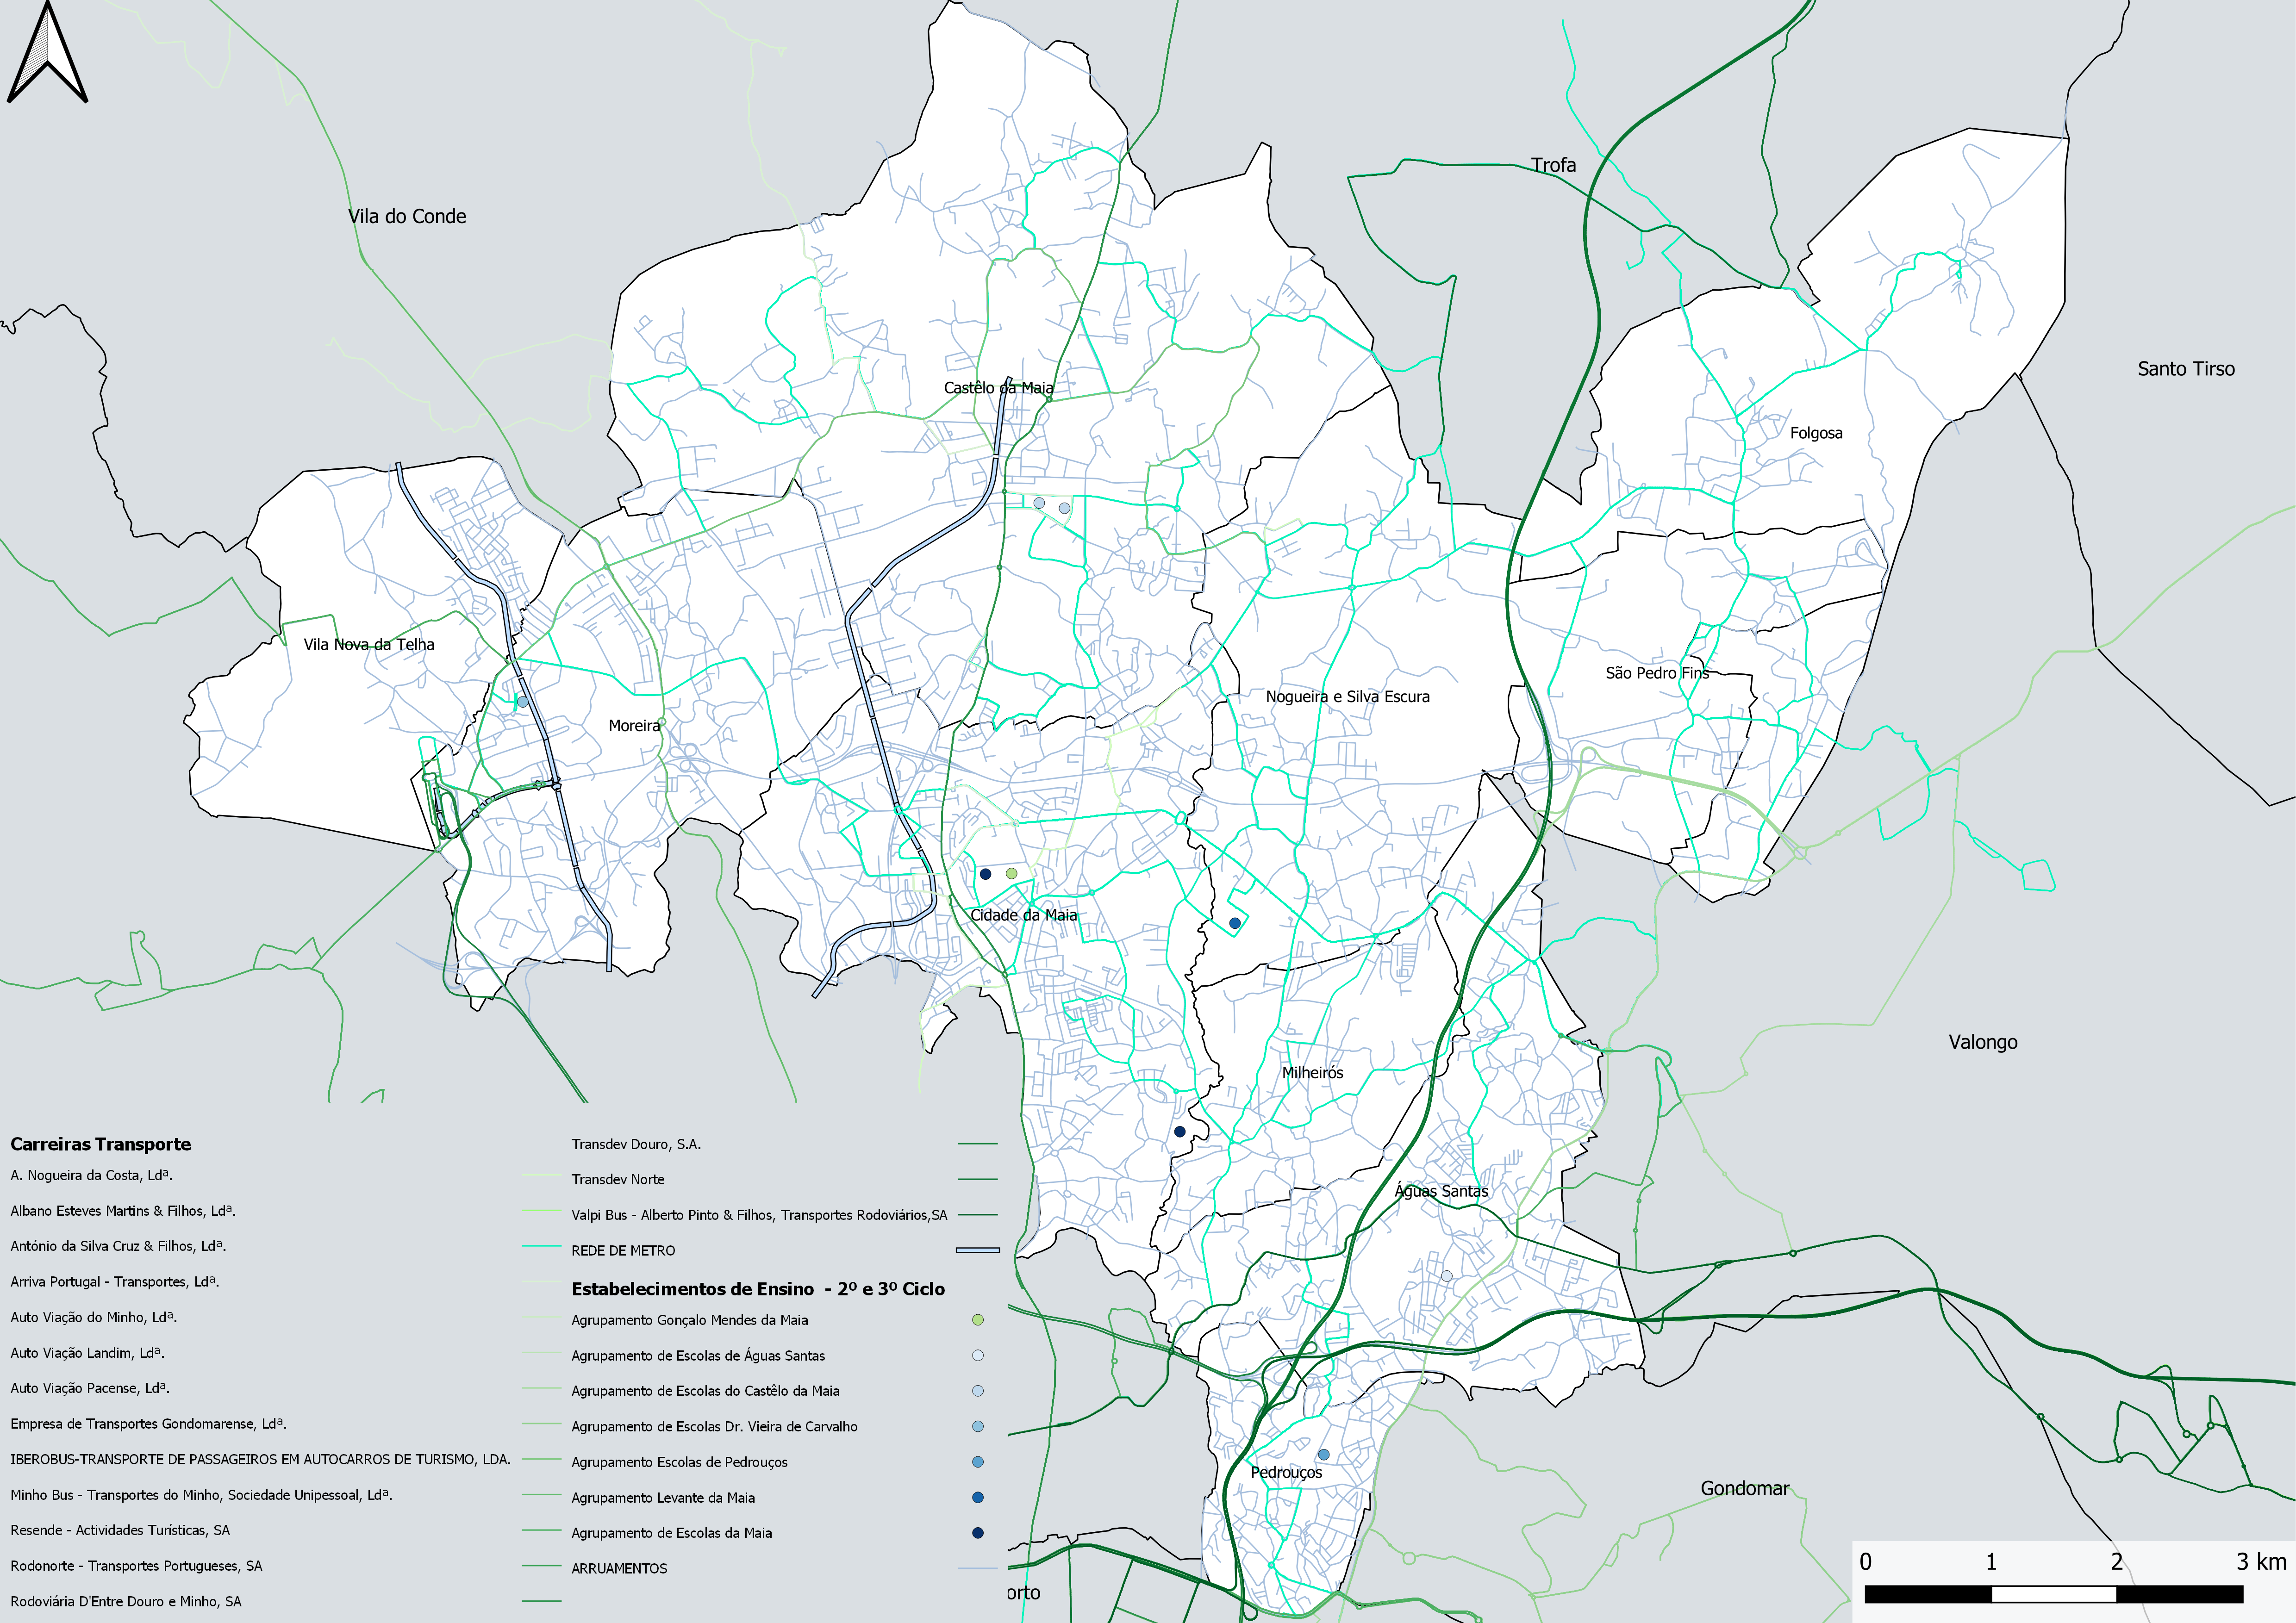 Trofa
Vila do Conde
Santo Tirso
Castêlo da Maia
Folgosa
Vila Nova da Telha
São Pedro Fins
Nogueira e Silva Escura
Moreira
Cidade da Maia
Valongo
Milheirós
Águas Santas
Pedrouços
Gondomar
orto
Carreiras Transporte
A. Nogueira da Costa, Ldª.
Albano Esteves Martins & Filhos, Ldª.
António da Silva Cruz & Filhos, Ldª.
Arriva Portugal - Transportes, Ldª.
Auto Viação do Minho, Ldª.
Auto Viação Landim, Ldª.
Auto Viação Pacense, Ldª.
Empresa de Transportes Gondomarense, Ldª.
IBEROBUS-TRANSPORTE DE PASSAGEIROS EM AUTOCARROS DE TURISMO, LDA.
Minho Bus - Transportes do Minho, Sociedade Unipessoal, Ldª.
Resende - Actividades Turísticas, SA
Rodonorte - Transportes Portugueses, SA
Rodoviária D'Entre Douro e Minho, SA
Transdev Douro, S.A.
Transdev Norte
Valpi Bus - Alberto Pinto & Filhos, Transportes Rodoviários,SA
REDE DE METRO
Estabelecimentos de Ensino - 2º e 3º Ciclo
Agrupamento Gonçalo Mendes da Maia
Agrupamento de Escolas de Águas Santas
Agrupamento de Escolas do Castêlo da Maia
Agrupamento de Escolas Dr. Vieira de Carvalho
Agrupamento Escolas de Pedrouços
Agrupamento Levante da Maia
Agrupamento de Escolas da Maia
ARRUAMENTOS
0 1 2 3 km